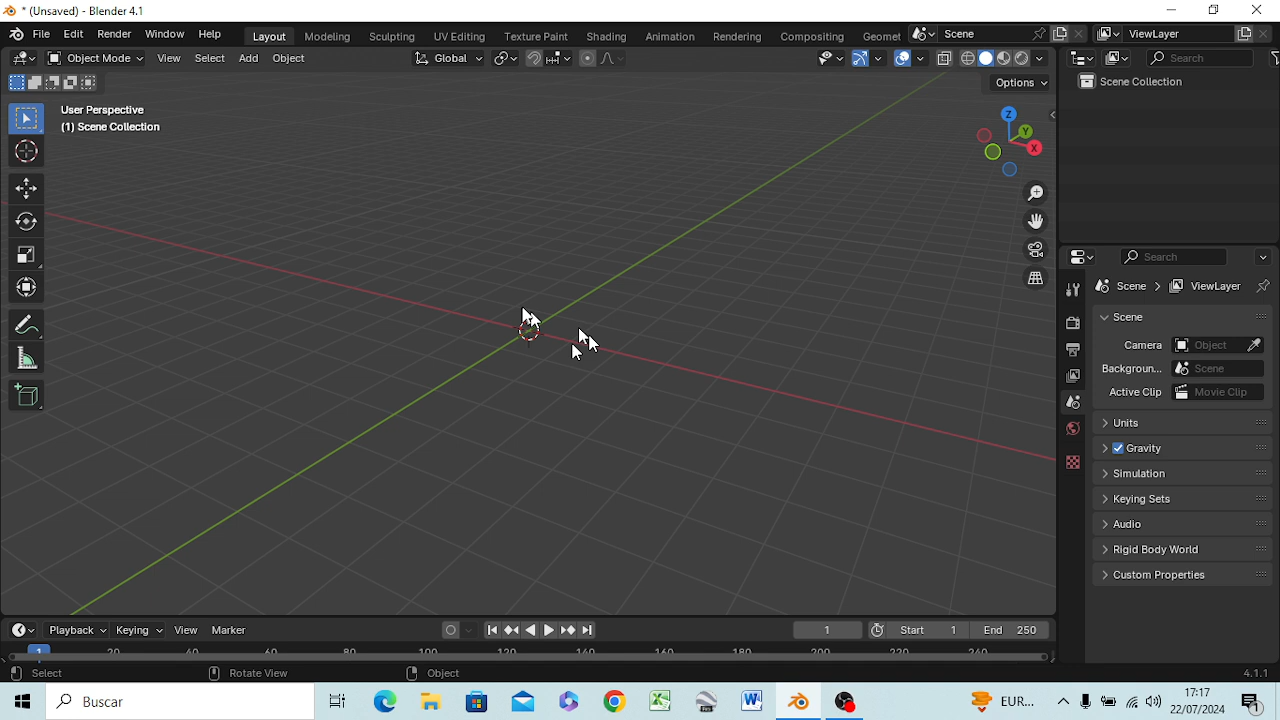 * (Unsaved) - Blender 4.1
File Edit Render Window Help Layout Modeling Sculpting UV Editing Texture Paint Shading Animation Rendering Compositing Geomet Scene ViewLayer
Object Mode View Select Add Object Global Search
Options
User Perspective
(1) Scene Collection
Z
Y
X
Scene Collection
Search
Scene ViewLayer
Scene
Camera Object
Backgroun... Scene
Active Clip Movie Clip
Units
Gravity
Simulation
Keying Sets
Audio
Rigid Body World
Custom Properties
Playback Keying View Marker 1 Start 1 End 250
1 20 40 60 80 100 120 140 160 180 200 220 240
Select Rotate View Object 4.1.1
Buscar EUR... 17:17
22/07/2024
1